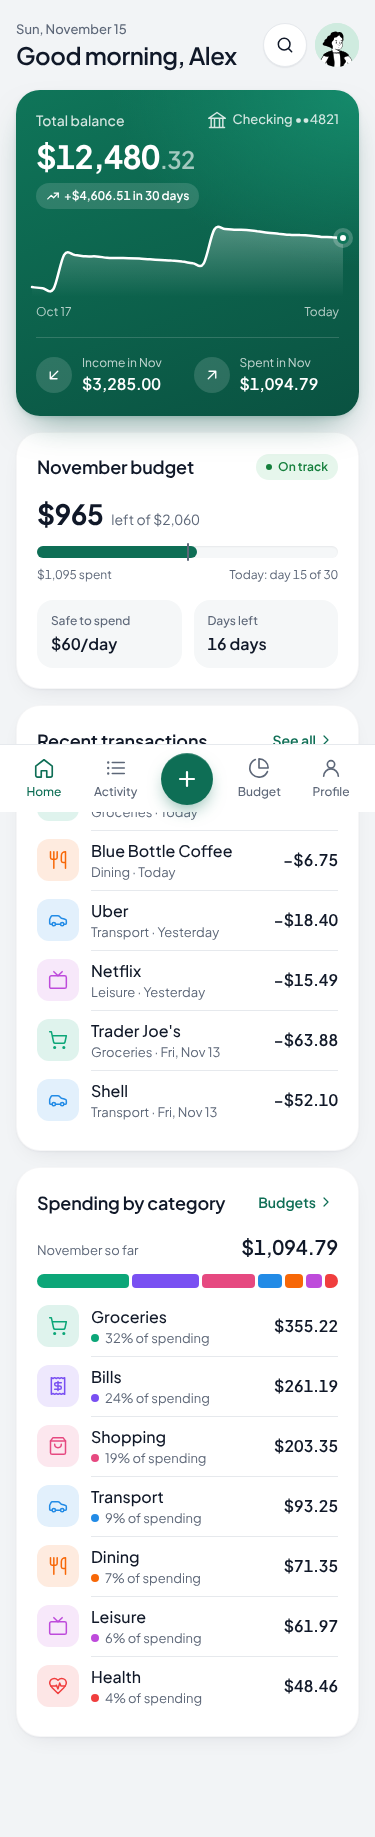 Sun, November 15
Good morning, Alex
Total balance
Checking ••4821
$12,480.32
+$4,606.51 in 30 days
Oct 17
Today
Income in Nov
$3,285.00
Spent in Nov
$1,094.79
November budget
On track
$965 left of $2,060
$1,095 spent
Today: day 15 of 30
Safe to spend
$60/day
Days left
16 days
Recent transactions
See all
Home
Activity
Budget
Profile
Groceries · Today
Blue Bottle Coffee
−$6.75
Dining · Today
Uber
−$18.40
Transport · Yesterday
Netflix
−$15.49
Leisure · Yesterday
Trader Joe's
−$63.88
Groceries · Fri, Nov 13
Shell
−$52.10
Transport · Fri, Nov 13
Spending by category
Budgets
November so far
$1,094.79
Groceries
$355.22
32% of spending
Bills
$261.19
24% of spending
Shopping
$203.35
19% of spending
Transport
$93.25
9% of spending
Dining
$71.35
7% of spending
Leisure
$61.97
6% of spending
Health
$48.46
4% of spending